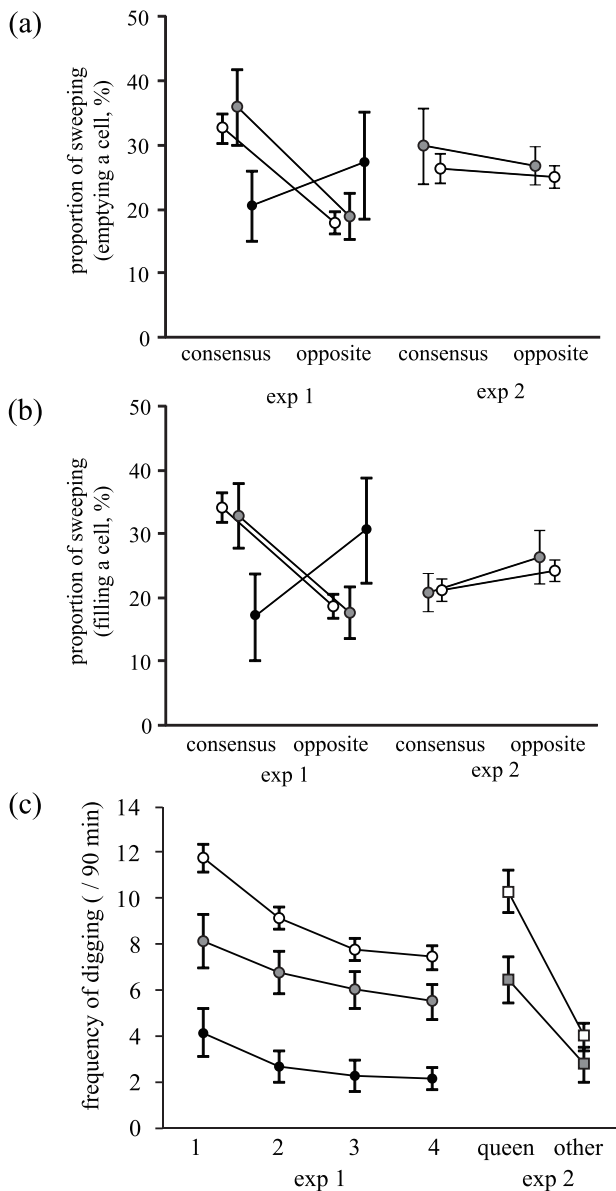 (a)
proportion of sweeping
(emptying a cell, %)
50
40
30
20
10
0
consensus opposite consensus opposite
exp 1 exp 2
(b)
proportion of sweeping
(filling a cell, %)
50
40
30
20
10
0
consensus opposite consensus opposite
exp 1 exp 2
(c)
frequency of digging ( / 90 min)
14
12
10
8
6
4
2
0
1 2 3 4 queen other
exp 1 exp 2